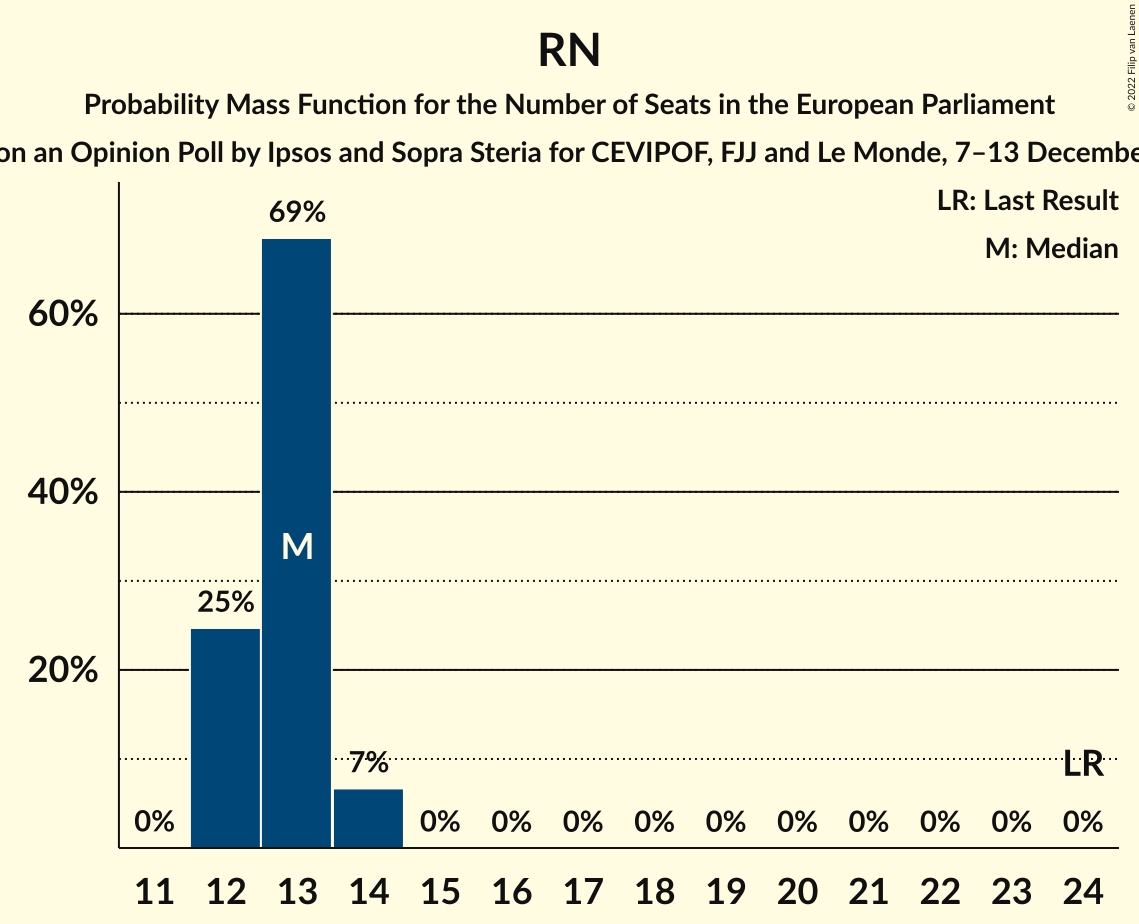 RN
Probability Mass Function for the Number of Seats in the European Parliament
on an Opinion Poll by Ipsos and Sopra Steria for CEVIPOF, FJJ and Le Monde, 7–13 Decembe
© 2022 Filip van Laenen
LR: Last Result
M: Median
69%
60%
40%
M
25%
20%
7%
LR
0% 0% 0% 0% 0% 0% 0% 0% 0% 0% 0%
11 12 13 14 15 16 17 18 19 20 21 22 23 24